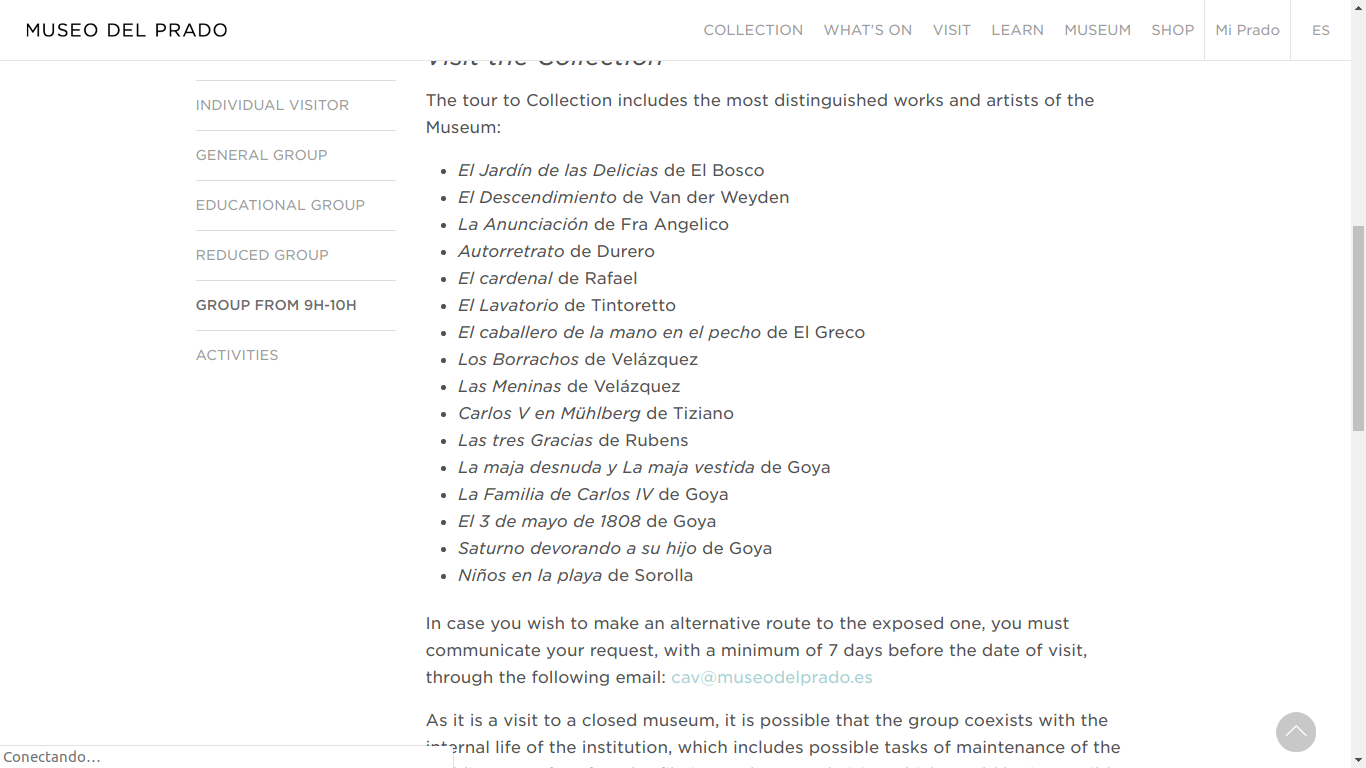 MUSEO DEL PRADO
COLLECTION WHAT'S ON VISIT LEARN MUSEUM SHOP Mi Prado ES
Visit the Collection
INDIVIDUAL VISITOR
GENERAL GROUP
EDUCATIONAL GROUP
REDUCED GROUP
GROUP FROM 9H-10H
ACTIVITIES
The tour to Collection includes the most distinguished works and artists of the
Museum:
• El Jardín de las Delicias de El Bosco
• El Descendimiento de Van der Weyden
• La Anunciación de Fra Angelico
• Autorretrato de Durero
• El cardenal de Rafael
• El Lavatorio de Tintoretto
• El caballero de la mano en el pecho de El Greco
• Los Borrachos de Velázquez
• Las Meninas de Velázquez
• Carlos V en Mühlberg de Tiziano
• Las tres Gracias de Rubens
• La maja desnuda y La maja vestida de Goya
• La Familia de Carlos IV de Goya
• El 3 de mayo de 1808 de Goya
• Saturno devorando a su hijo de Goya
• Niños en la playa de Sorolla
In case you wish to make an alternative route to the exposed one, you must
communicate your request, with a minimum of 7 days before the date of visit,
through the following email: cav@museodelprado.es
As it is a visit to a closed museum, it is possible that the group coexists with the
internal life of the institution, which includes possible tasks of maintenance of the
Conectando…